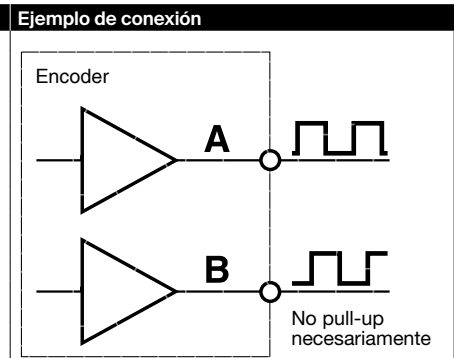 Ejemplo de conexión
Encoder
A
B
No pull-up
necesariamente